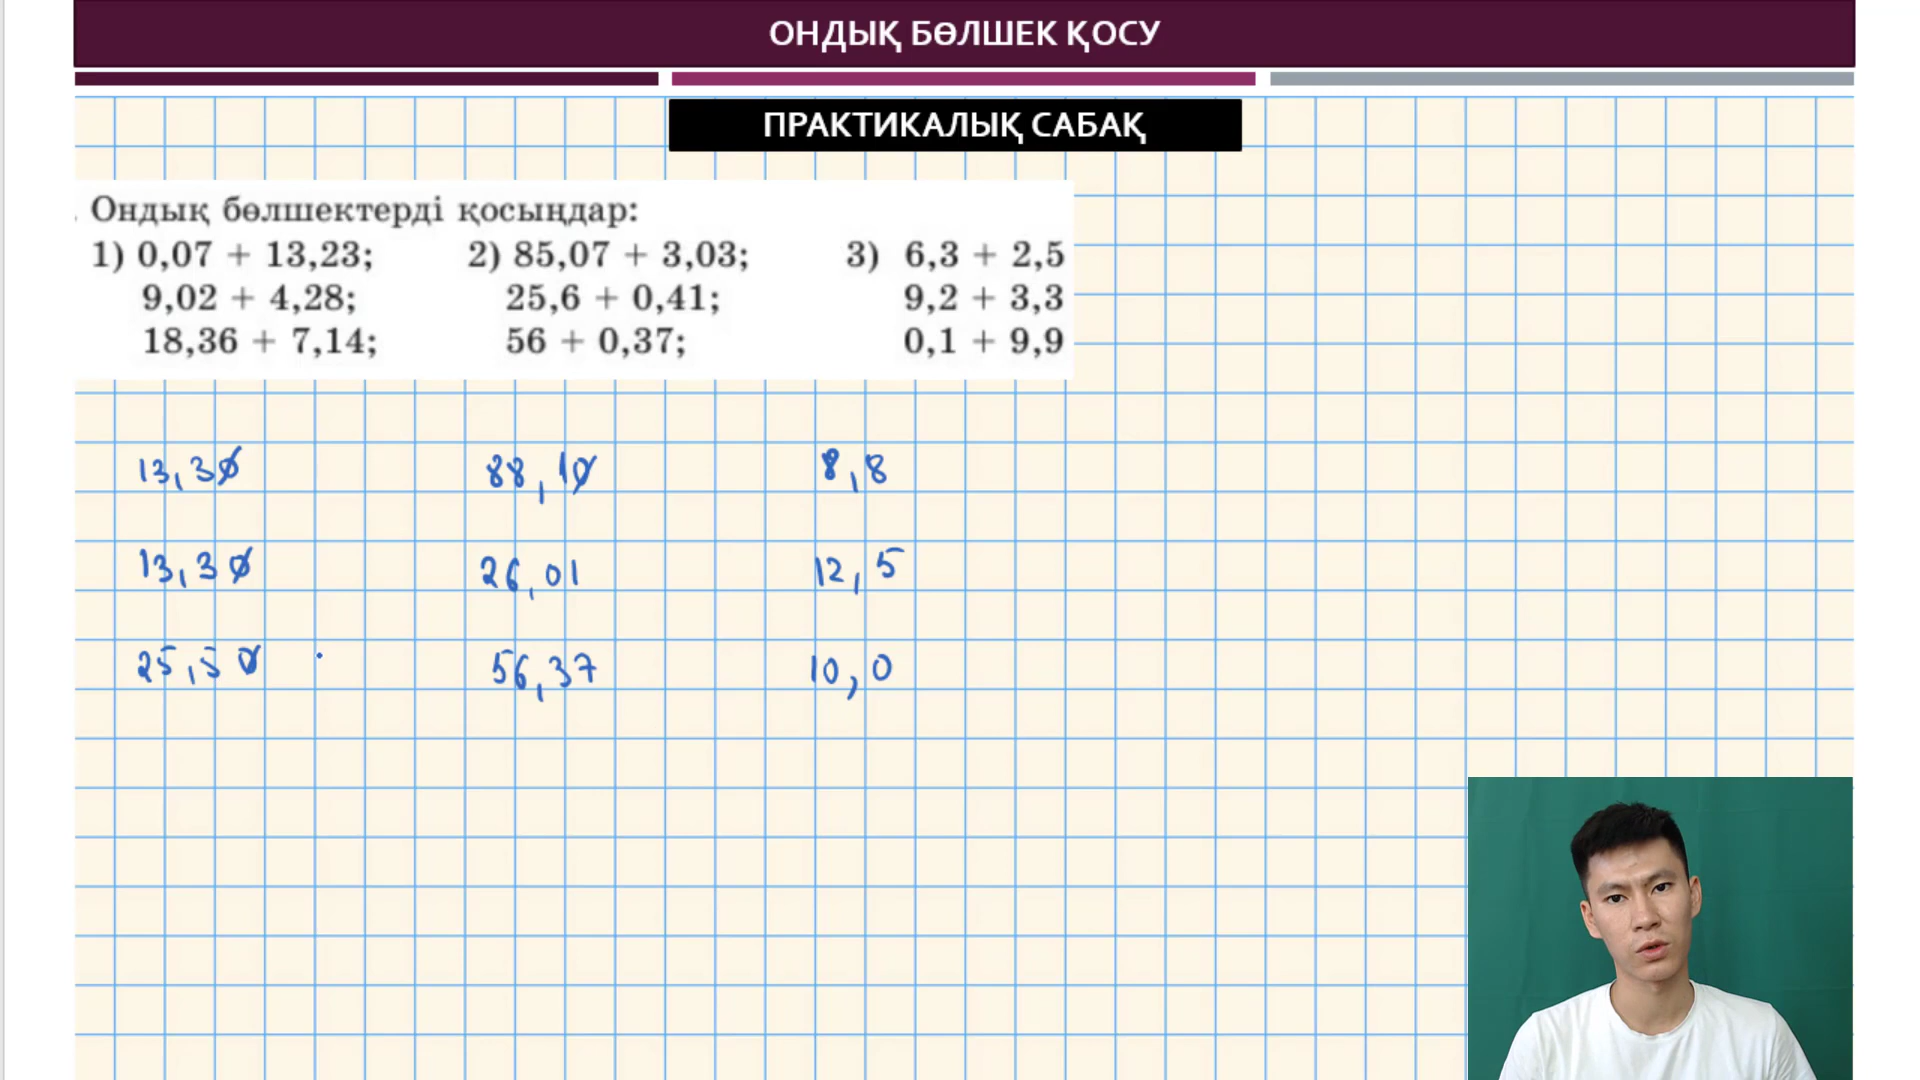 ОНДЫҚ БӨЛШЕК ҚОСУ
ПРАКТИКАЛЫҚ САБАҚ
Ондық бөлшектерді қосыңдар:
1) 0,07 + 13,23; 2) 85,07 + 3,03; 3) 6,3 + 2,5
9,02 + 4,28; 25,6 + 0,41; 9,2 + 3,3
18,36 + 7,14; 56 + 0,37; 0,1 + 9,9
13,30 88,10 8,8
13,30 26,01 12,5
25,50 56,37 10,0